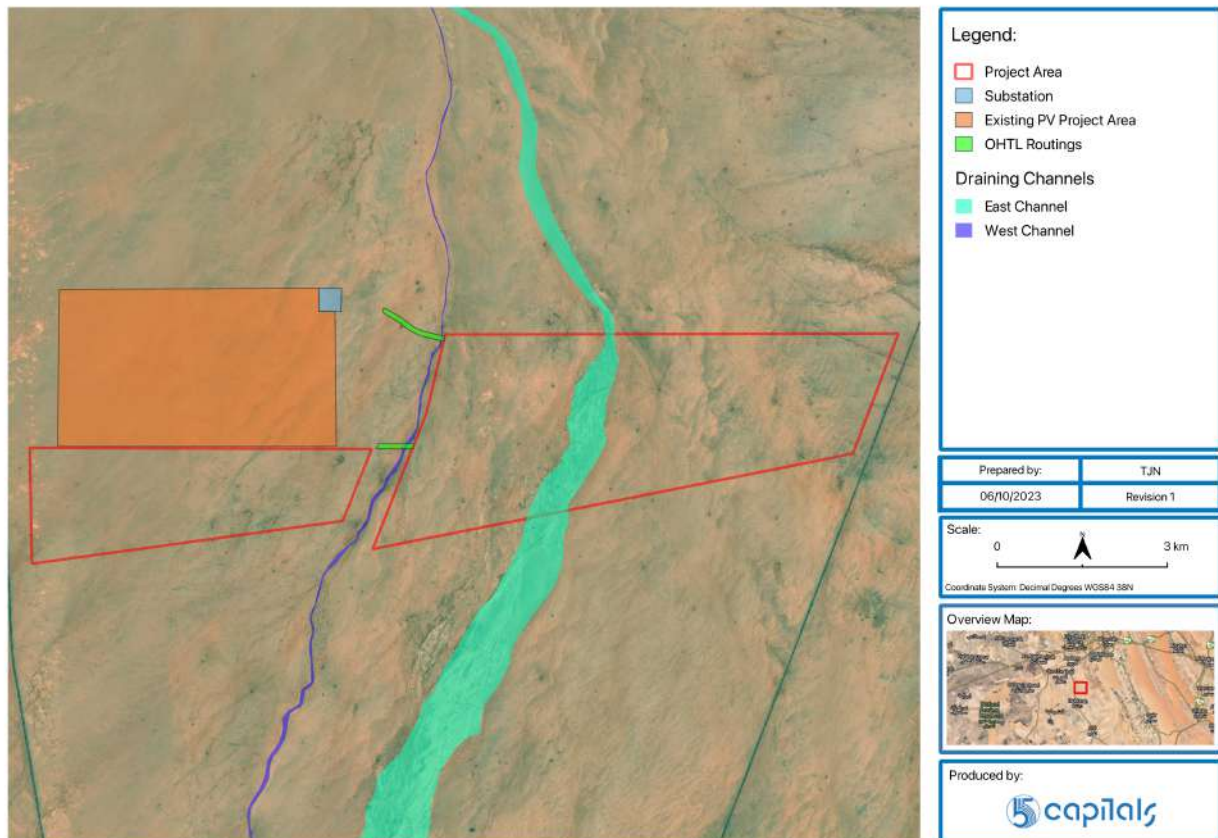 Legend:
Project Area
Substation
Existing PV Project Area
OHTL Routings
Draining Channels
East Channel
West Channel
Prepared by:
TJN
06/10/2023
Revision 1
Scale:
N
0
3 km
Coordinate System: Decimal Degrees WGS84 38N
Overview Map:
Produced by:
5 capitals